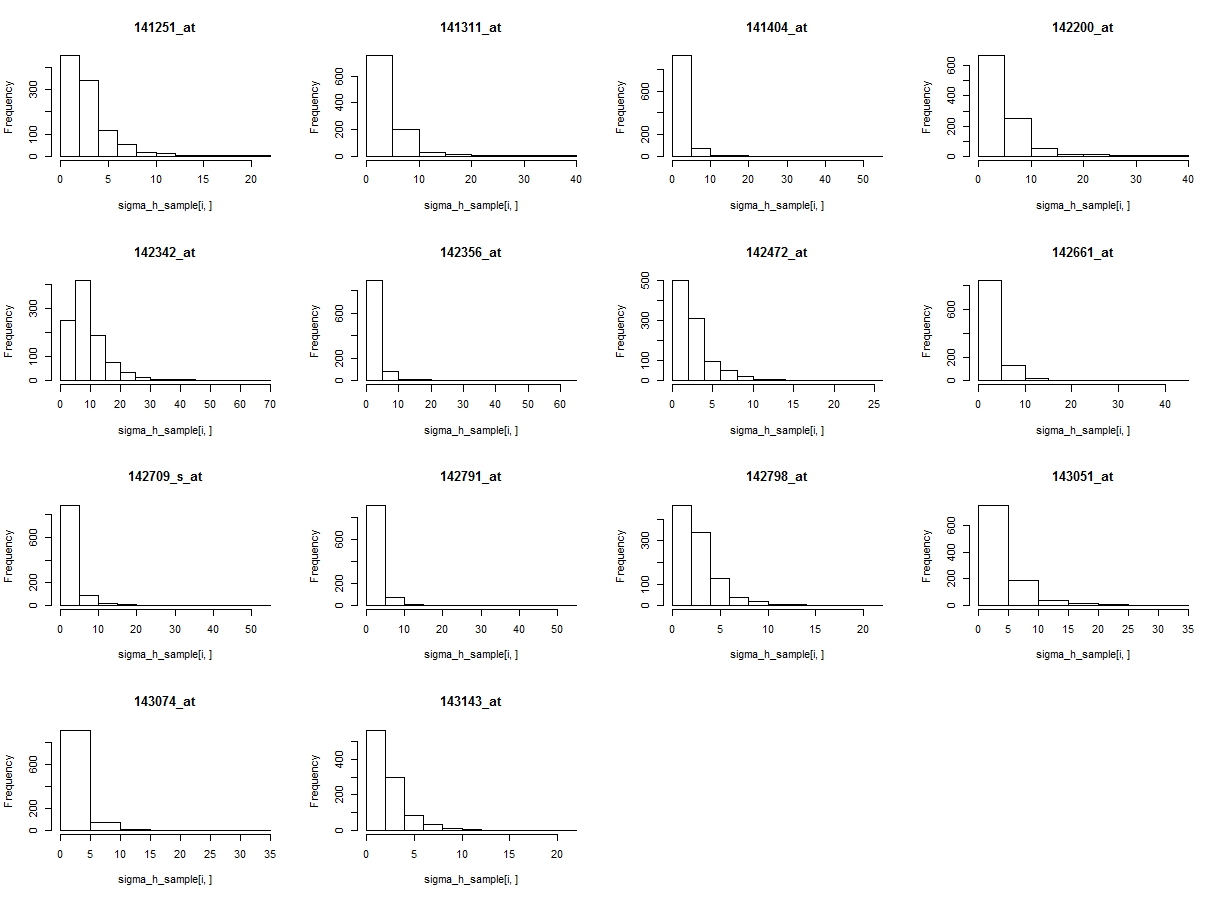 141251_at 141311_at 141404_at 142200_at
Frequency Frequency Frequency Frequency
300 600 600 600
100 400 200 400
0 200 0 200
0 0
0 5 10 15 20 0 10 20 30 40 0 10 20 30 40 50 0 10 20 30 40
sigma_h_sample[i, ] sigma_h_sample[i, ] sigma_h_sample[i, ] sigma_h_sample[i, ]
142342_at 142356_at 142472_at 142661_at
Frequency Frequency Frequency Frequency
300 600 500 600
100 200 300 200
0 0 100 0
0
0 10 20 30 40 50 60 70 0 10 20 30 40 50 60 0 5 10 15 20 25 0 10 20 30 40
sigma_h_sample[i, ] sigma_h_sample[i, ] sigma_h_sample[i, ] sigma_h_sample[i, ]
142709_s_at 142791_at 142798_at 143051_at
Frequency Frequency Frequency Frequency
600 600 300 600
200 200 100 400
0 0 0 200
0
0 10 20 30 40 50 0 10 20 30 40 50 0 5 10 15 20 0 5 10 15 20 25 30 35
sigma_h_sample[i, ] sigma_h_sample[i, ] sigma_h_sample[i, ] sigma_h_sample[i, ]
143074_at 143143_at
Frequency Frequency
600 400
200 200
0 0
0 5 10 15 20 25 30 35 0 5 10 15 20
sigma_h_sample[i, ] sigma_h_sample[i, ]